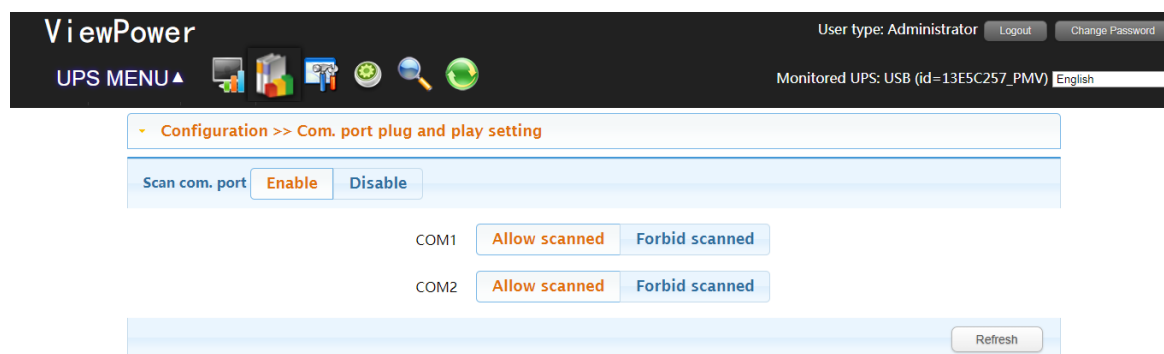 ViewPower
User type: Administrator Logout Change Password
UPS MENU▲
Monitored UPS: USB (id=13E5C257_PMV) English
Configuration >> Com. port plug and play setting
Scan com. port Enable Disable
COM1 Allow scanned Forbid scanned
COM2 Allow scanned Forbid scanned
Refresh